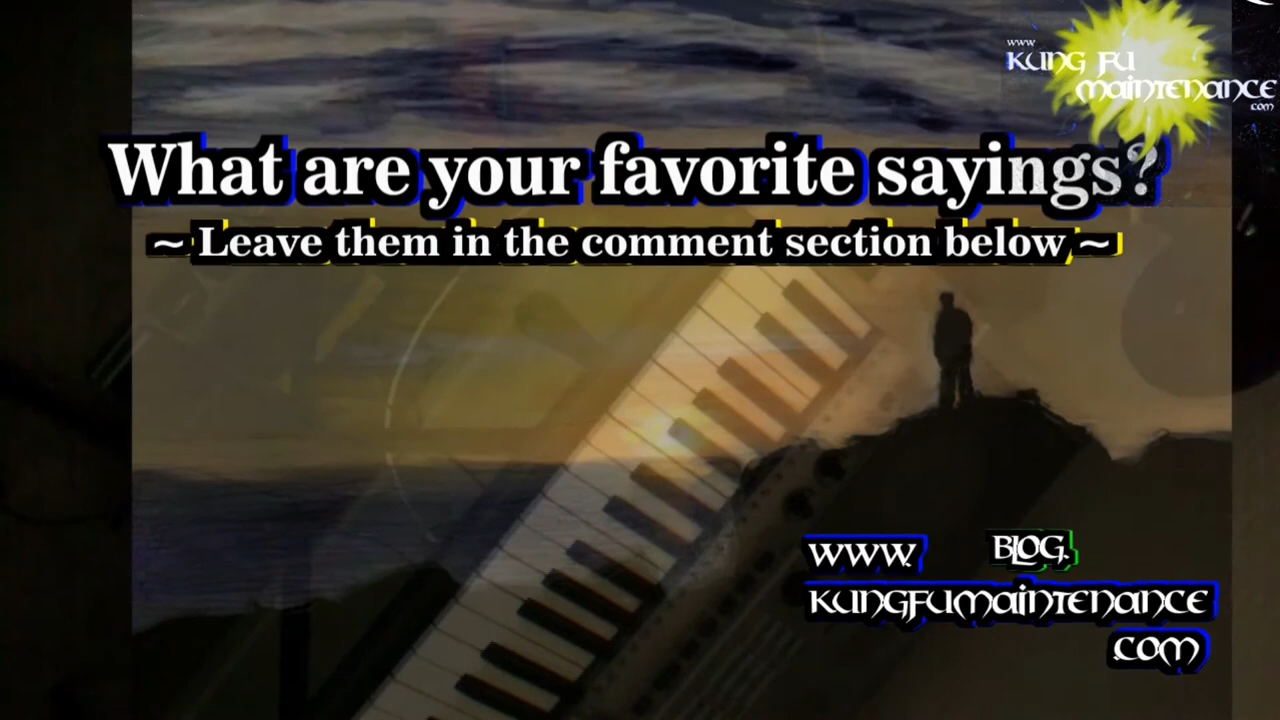 www
KUNG FU
MAINTENANCE
.COM
What are your favorite sayings?
~ Leave them in the comment section below ~
WWW. BLOG.
KUNGFUMAINTENANCE
.COM